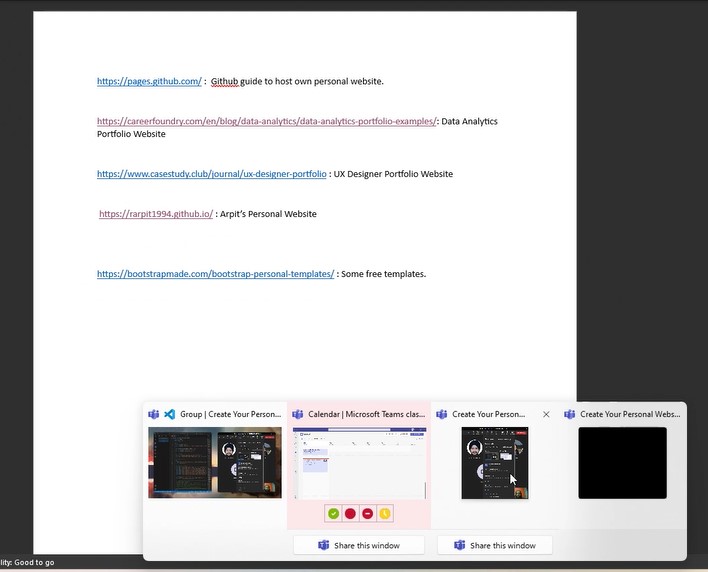 https://pages.github.com/ : Github guide to host own personal website.
https://careerfoundry.com/en/blog/data-analytics/data-analytics-portfolio-examples/: Data Analytics
Portfolio Website
https://www.casestudy.club/journal/ux-designer-portfolio : UX Designer Portfolio Website
https://rarpit1994.github.io/ : Arpit's Personal Website
https://bootstrapmade.com/bootstrap-personal-templates/ : Some free templates.
Group | Create Your Person...
Calendar | Microsoft Teams clas...
Create Your Person...
Create Your Personal Webs...
Share this window
Share this window
lity: Good to go